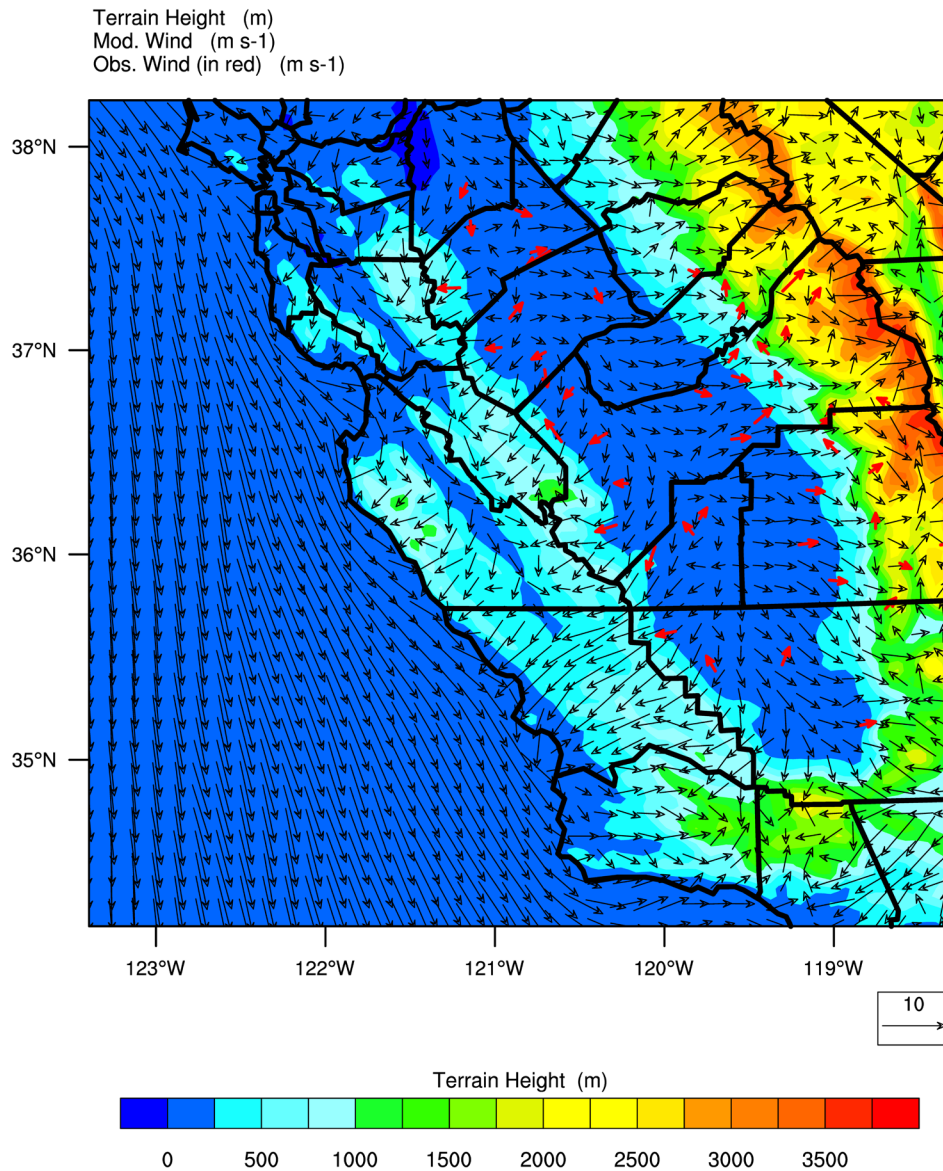 Terrain Height (m)
Mod. Wind (m s-1)
Obs. Wind (in red) (m s-1)
38°N
37°N
36°N
35°N
123°W
122°W
121°W
120°W
119°W
10
Terrain Height (m)
0
500
1000
1500
2000
2500
3000
3500